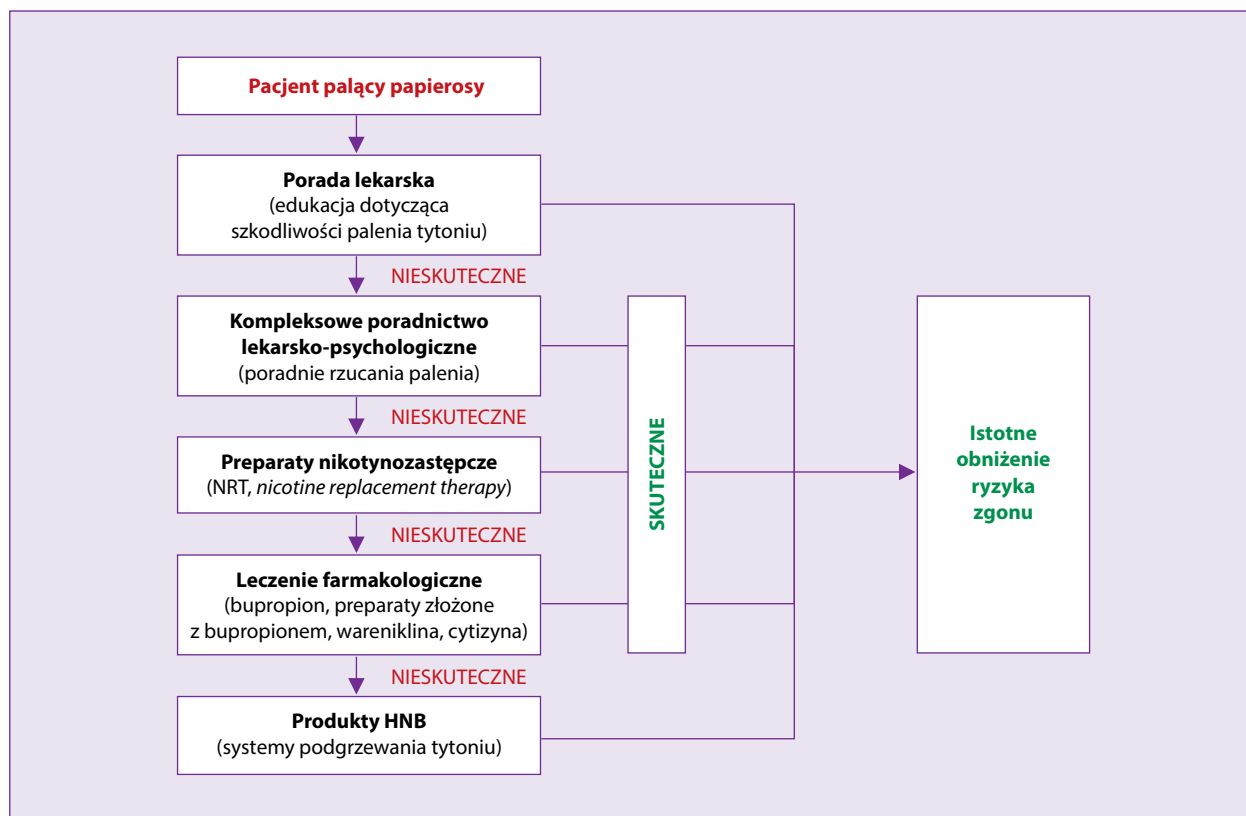 Pacjent palący papierosy
Porada lekarska
(edukacja dotycząca
szkodliwości palenia tytoniu)
NIESKUTECZNE
Kompleksowe poradnictwo
lekarsko-psychologiczne
(poradnie rzucania palenia)
NIESKUTECZNE
Preparaty nikotynozastępcze
(NRT, nicotine replacement therapy)
NIESKUTECZNE
Leczenie farmakologiczne
(bupropion, preparaty złożone
z bupropionem, wareniklina, cytizyna)
NIESKUTECZNE
Produkty HNB
(systemy podgrzewania tytoniu)
SKUTECZNE
Istotne
obniżenie
ryzyka
zgonu